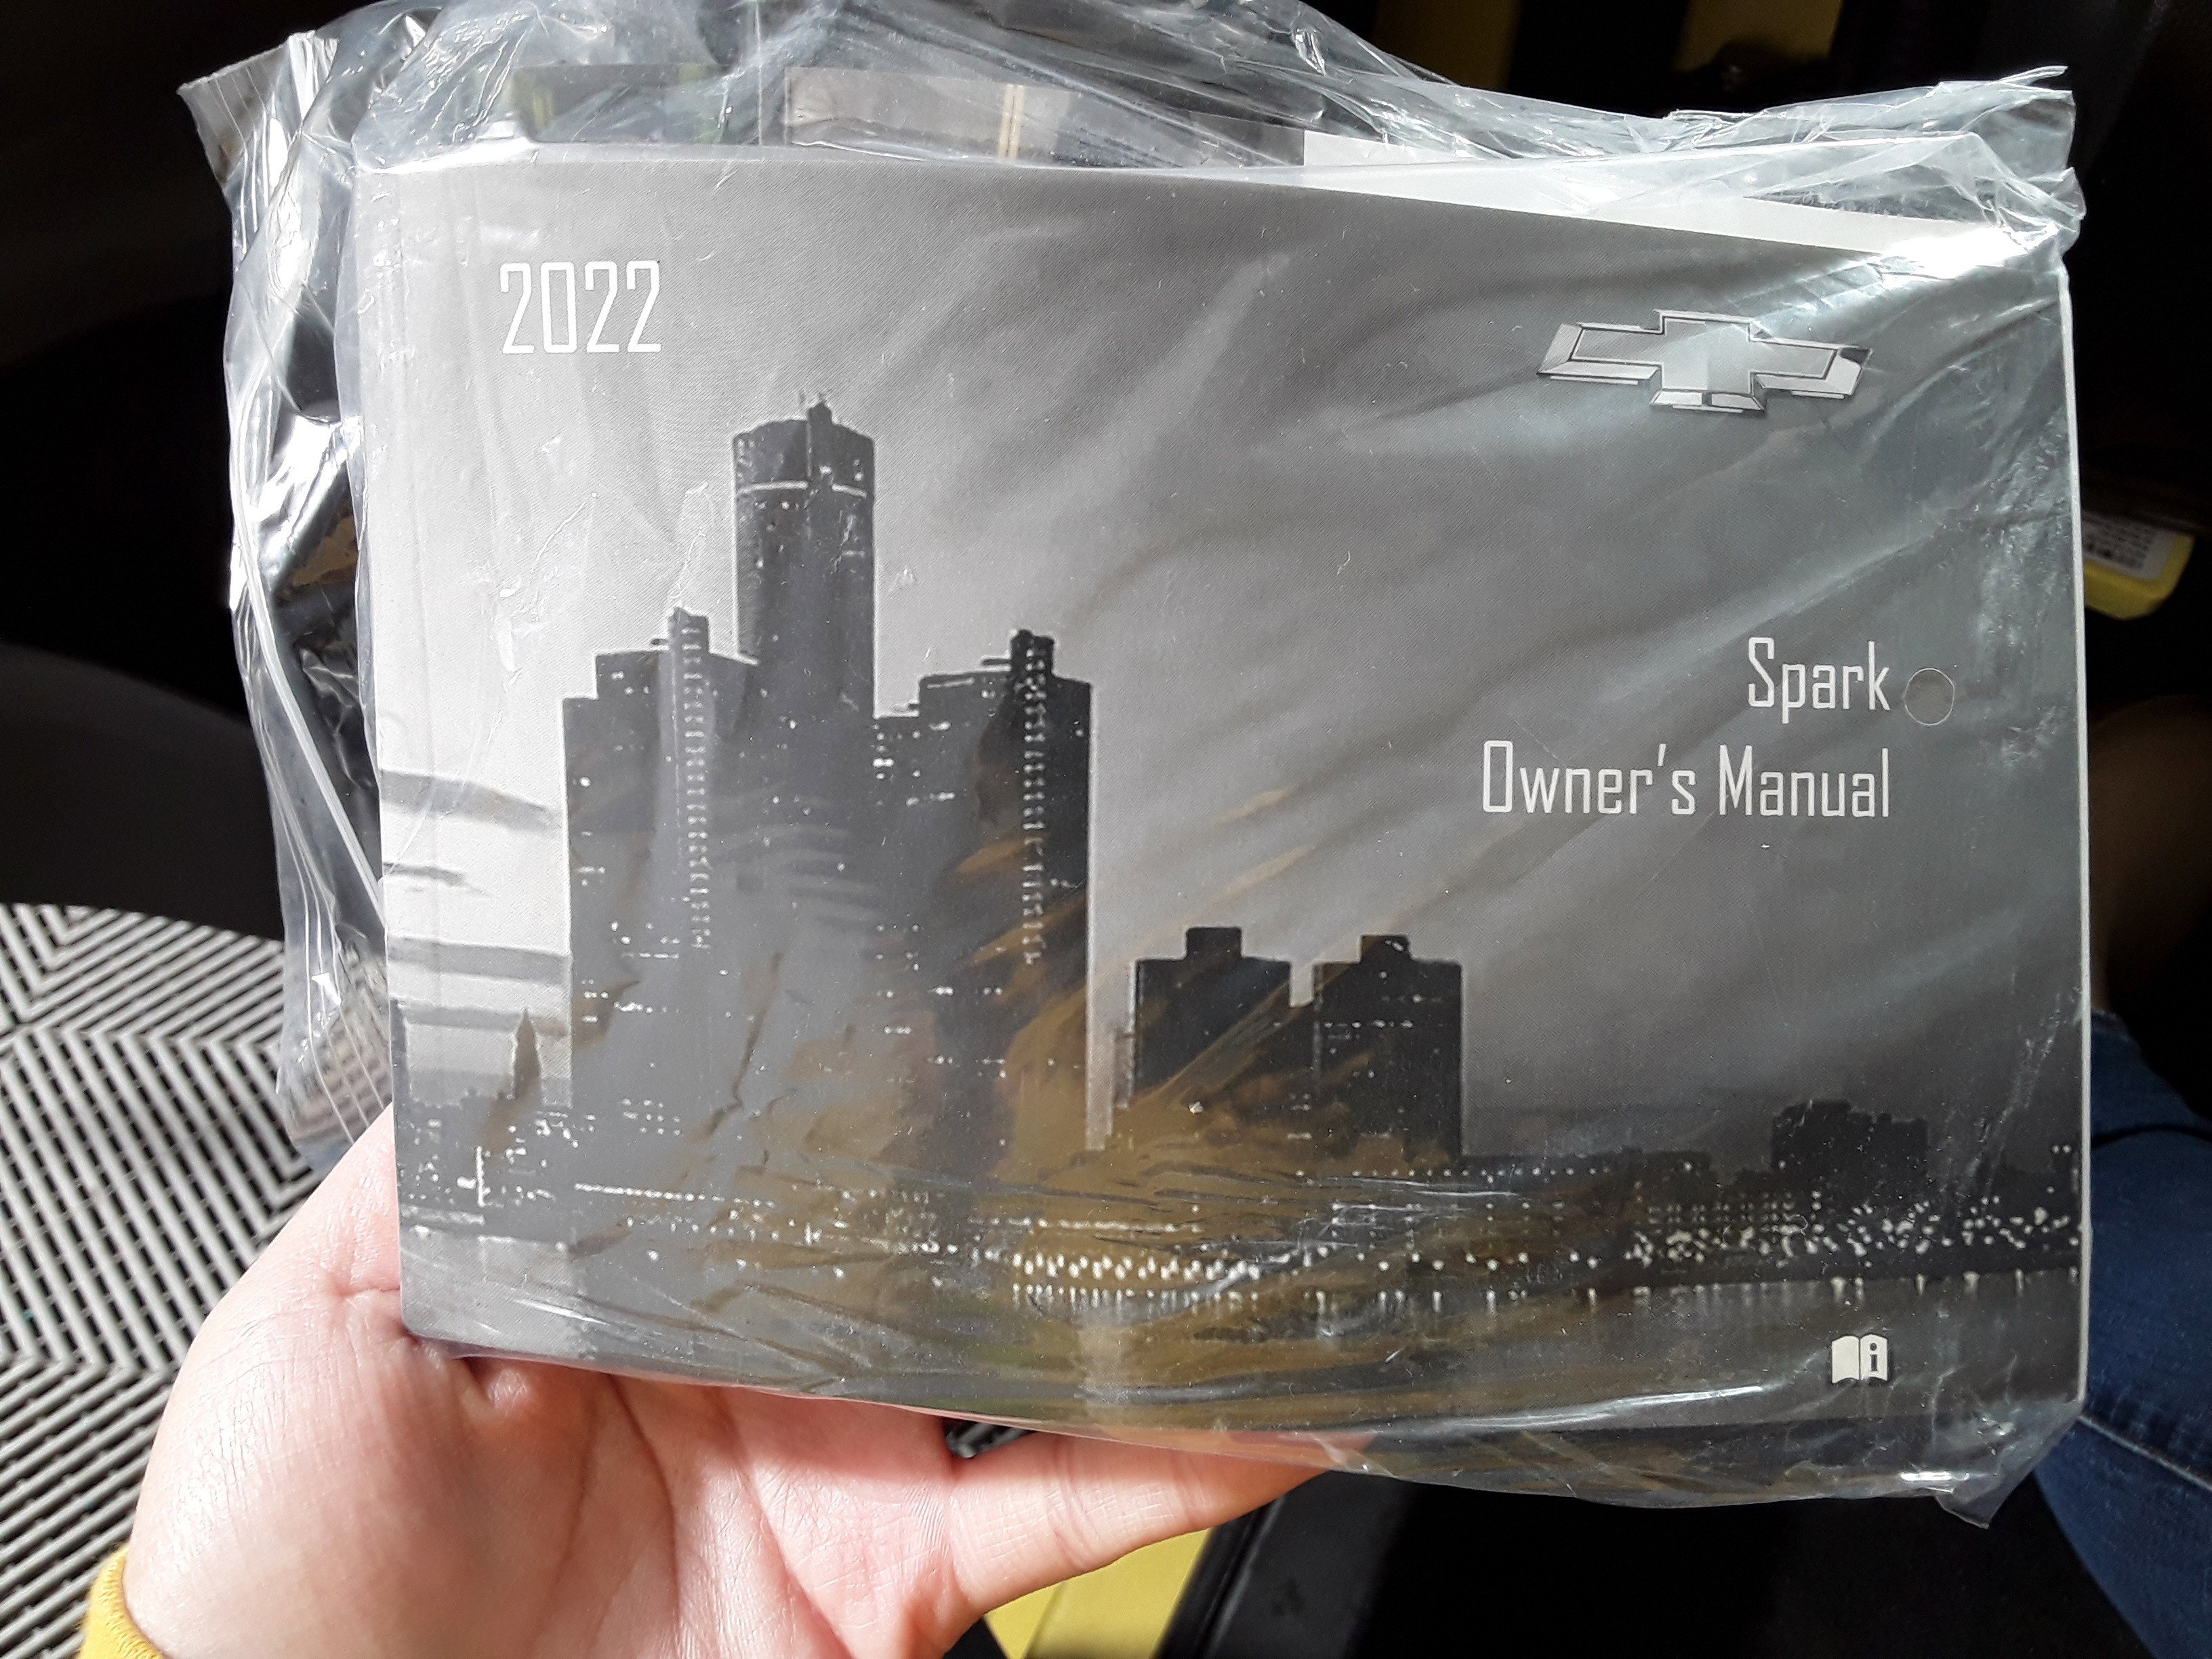 2022
Spark
Owner's Manual
i